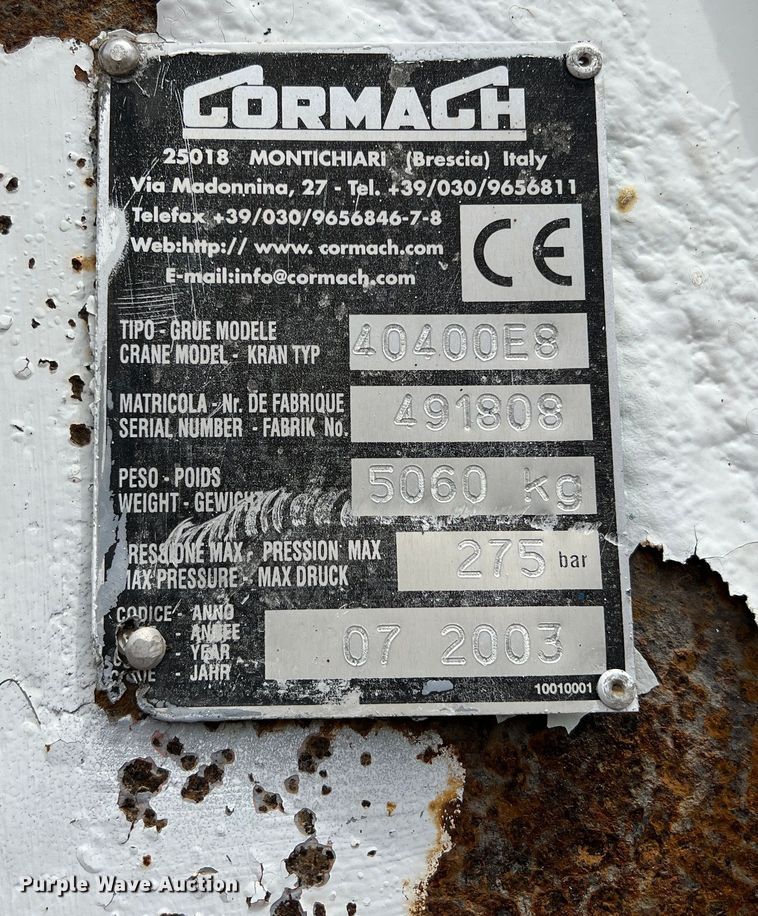 CORMACH
25018 MONTICHIARI (Brescia) Italy
Via Madonnina, 27 - Tel. +39/030/9656811
Telefax +39/030/9656846-7-8
Web:http:// www. cormach.com
E-mail:info@cormach.com
CE
TIPO - GRUE MODELE
CRANE MODEL - KRAN TYP
40400E8
MATRICOLA - Nr. DE FABRIQUE
SERIAL NUMBER - FABRIK No.
491808
PESO - POIDS
WEIGHT - GEWICHT
5060 kg
PRESSIONE MAX - PRESSION MAX
MAX PRESSURE - MAX DRUCK
275 bar
CODICE - ANNO
- ANNEE
- YEAR
- JAHR
07 2003
10010001
Purple Wave Auction